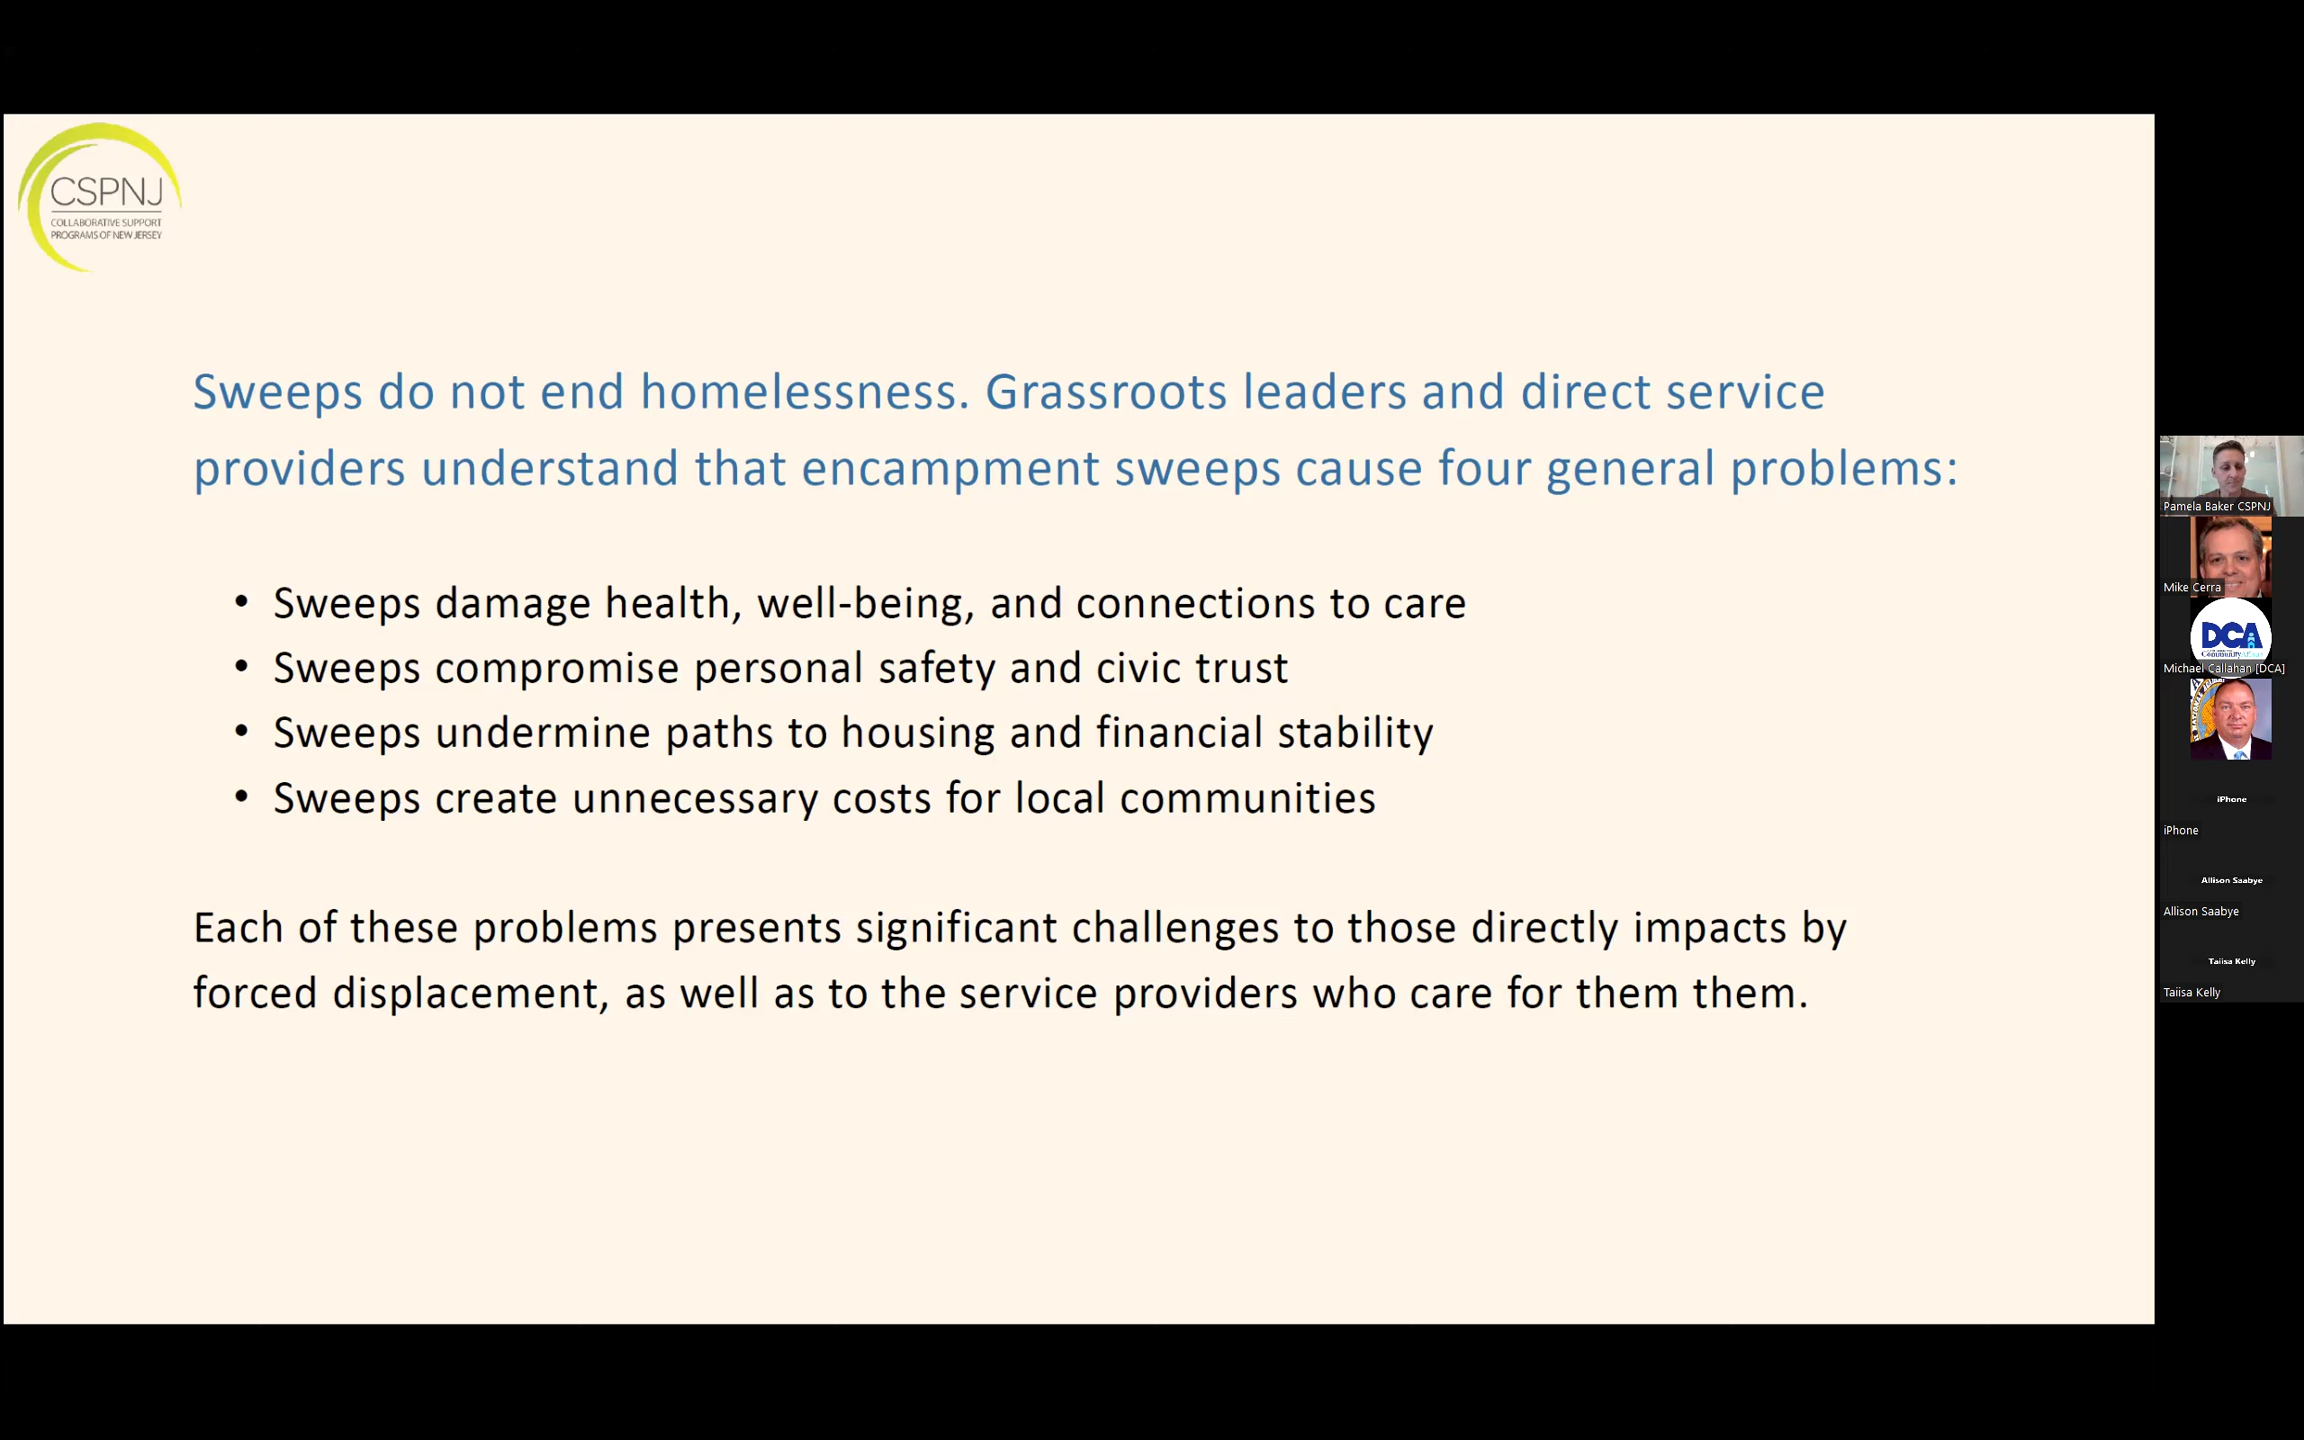 CSPNJ
COLLABORATIVE SUPPORT
PROGRAMS OF NEW JERSEY
Sweeps do not end homelessness. Grassroots leaders and direct service
providers understand that encampment sweeps cause four general problems:
• Sweeps damage health, well-being, and connections to care
• Sweeps compromise personal safety and civic trust
• Sweeps undermine paths to housing and financial stability
• Sweeps create unnecessary costs for local communities
Each of these problems presents significant challenges to those directly impacts by
forced displacement, as well as to the service providers who care for them them.
Pamela Baker CSPNJ
Mike Cerra
DCA
Michael Callahan [DCA]
iPhone
iPhone
Allison Saabye
Allison Saabye
Taiisa Kelly
Taiisa Kelly